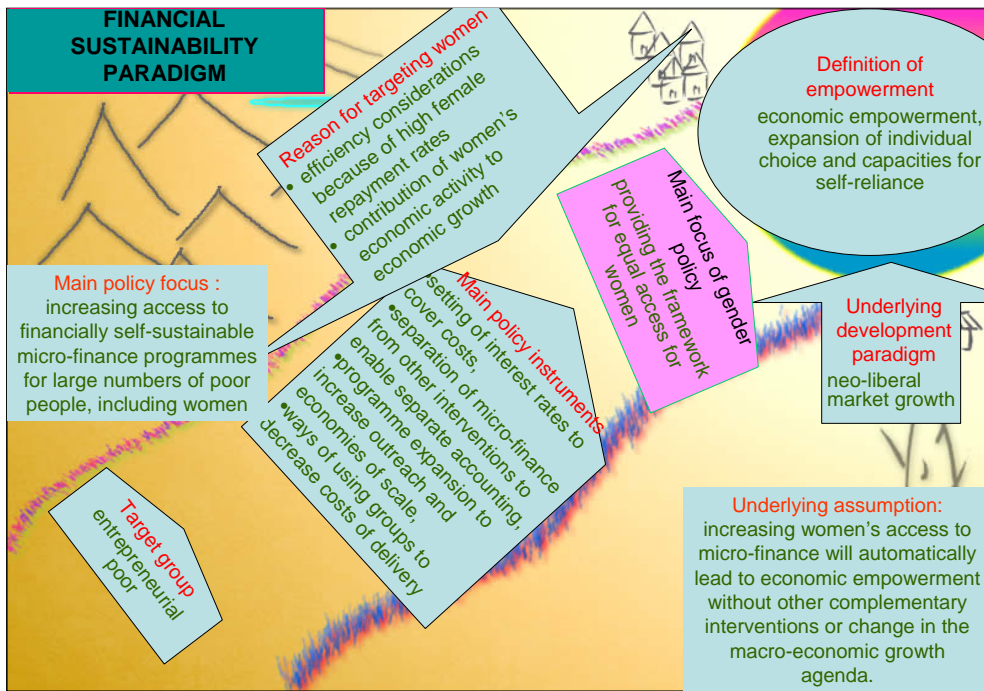 FINANCIAL
SUSTAINABILITY
PARADIGM
Reason for targeting women
• efficiency considerations
because of high female
repayment rates
• contribution of women's
economic activity to
economic growth
Definition of
empowerment
economic empowerment,
expansion of individual
choice and capacities for
self-reliance
Main focus of gender
policy
providing the framework
for equal access for
women
Main policy focus :
increasing access to
financially self-sustainable
micro-finance programmes
for large numbers of poor
people, including women
Main policy instruments
•setting of interest rates to
cover costs,
•separation of micro-finance
from other interventions to
enable separate accounting,
•programme expansion to
increase outreach and
economies of scale,
•ways of using groups to
decrease costs of delivery
Underlying
development
paradigm
neo-liberal
market growth
Target group
entrepreneurial
poor
Underlying assumption:
increasing women's access to
micro-finance will automatically
lead to economic empowerment
without other complementary
interventions or change in the
macro-economic growth
agenda.